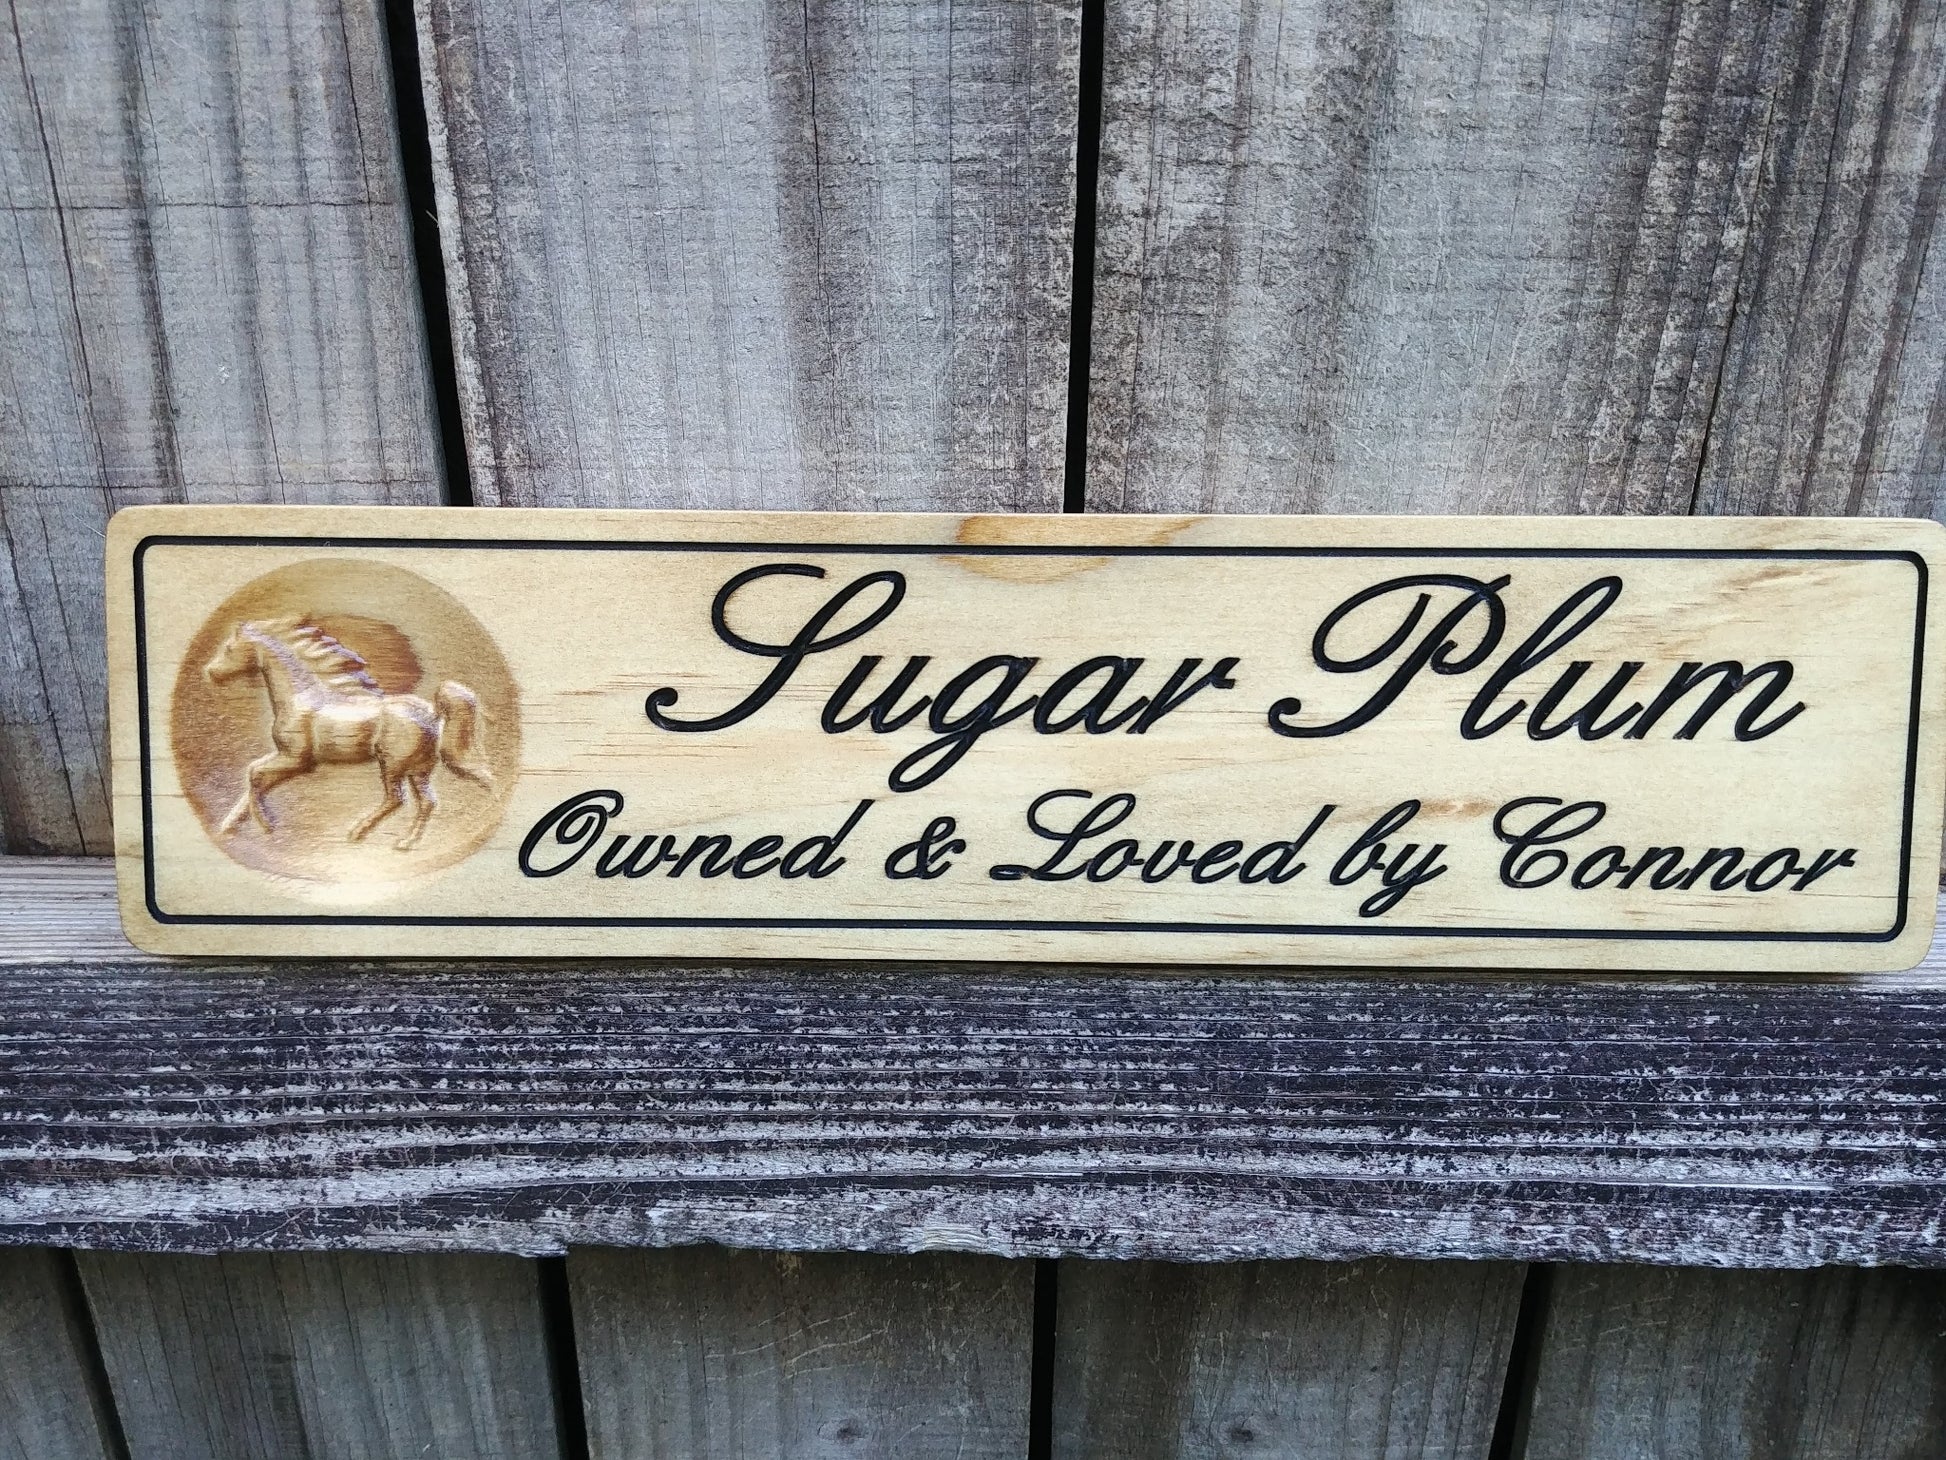 Sugar Plum
Owned & Loved by Connor